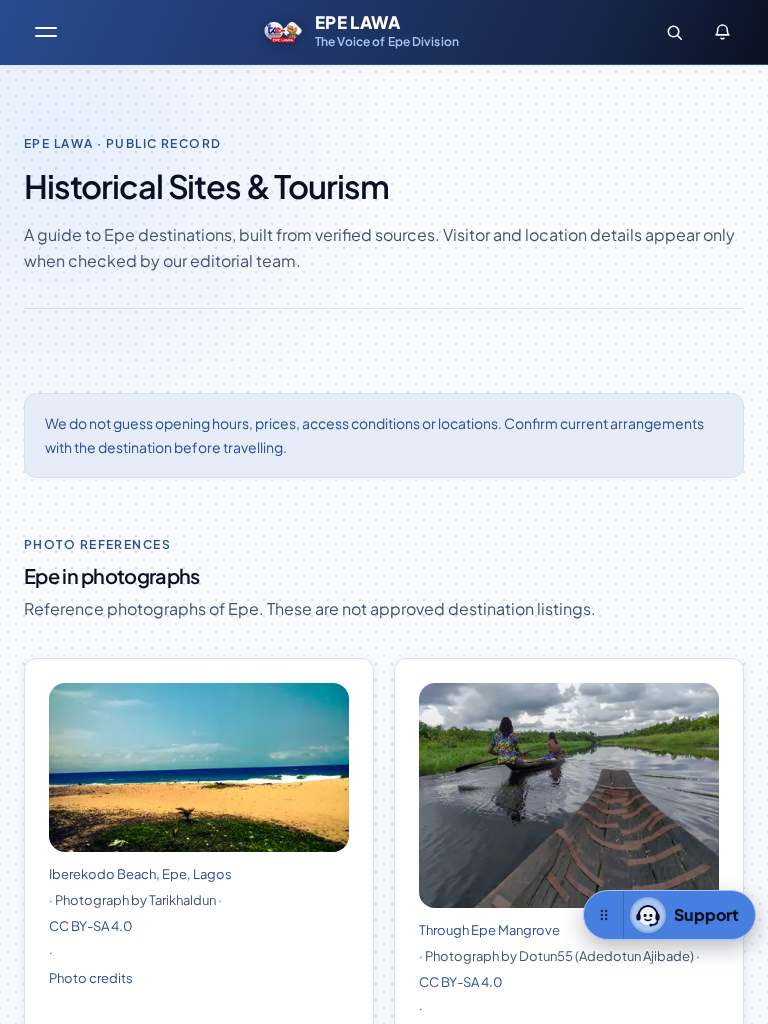 EPE LAWA
The Voice of Epe Division
EPE LAWA · PUBLIC RECORD
Historical Sites & Tourism
A guide to Epe destinations, built from verified sources. Visitor and location details appear only
when checked by our editorial team.
We do not guess opening hours, prices, access conditions or locations. Confirm current arrangements
with the destination before travelling.
PHOTO REFERENCES
Epe in photographs
Reference photographs of Epe. These are not approved destination listings.
Iberekodo Beach, Epe, Lagos
· Photograph by Tarikhaldun ·
CC BY-SA 4.0
·
Photo credits
Through Epe Mangrove
· Photograph by Dotun55 (Adedotun Ajibade) ·
CC BY-SA 4.0
·
Support